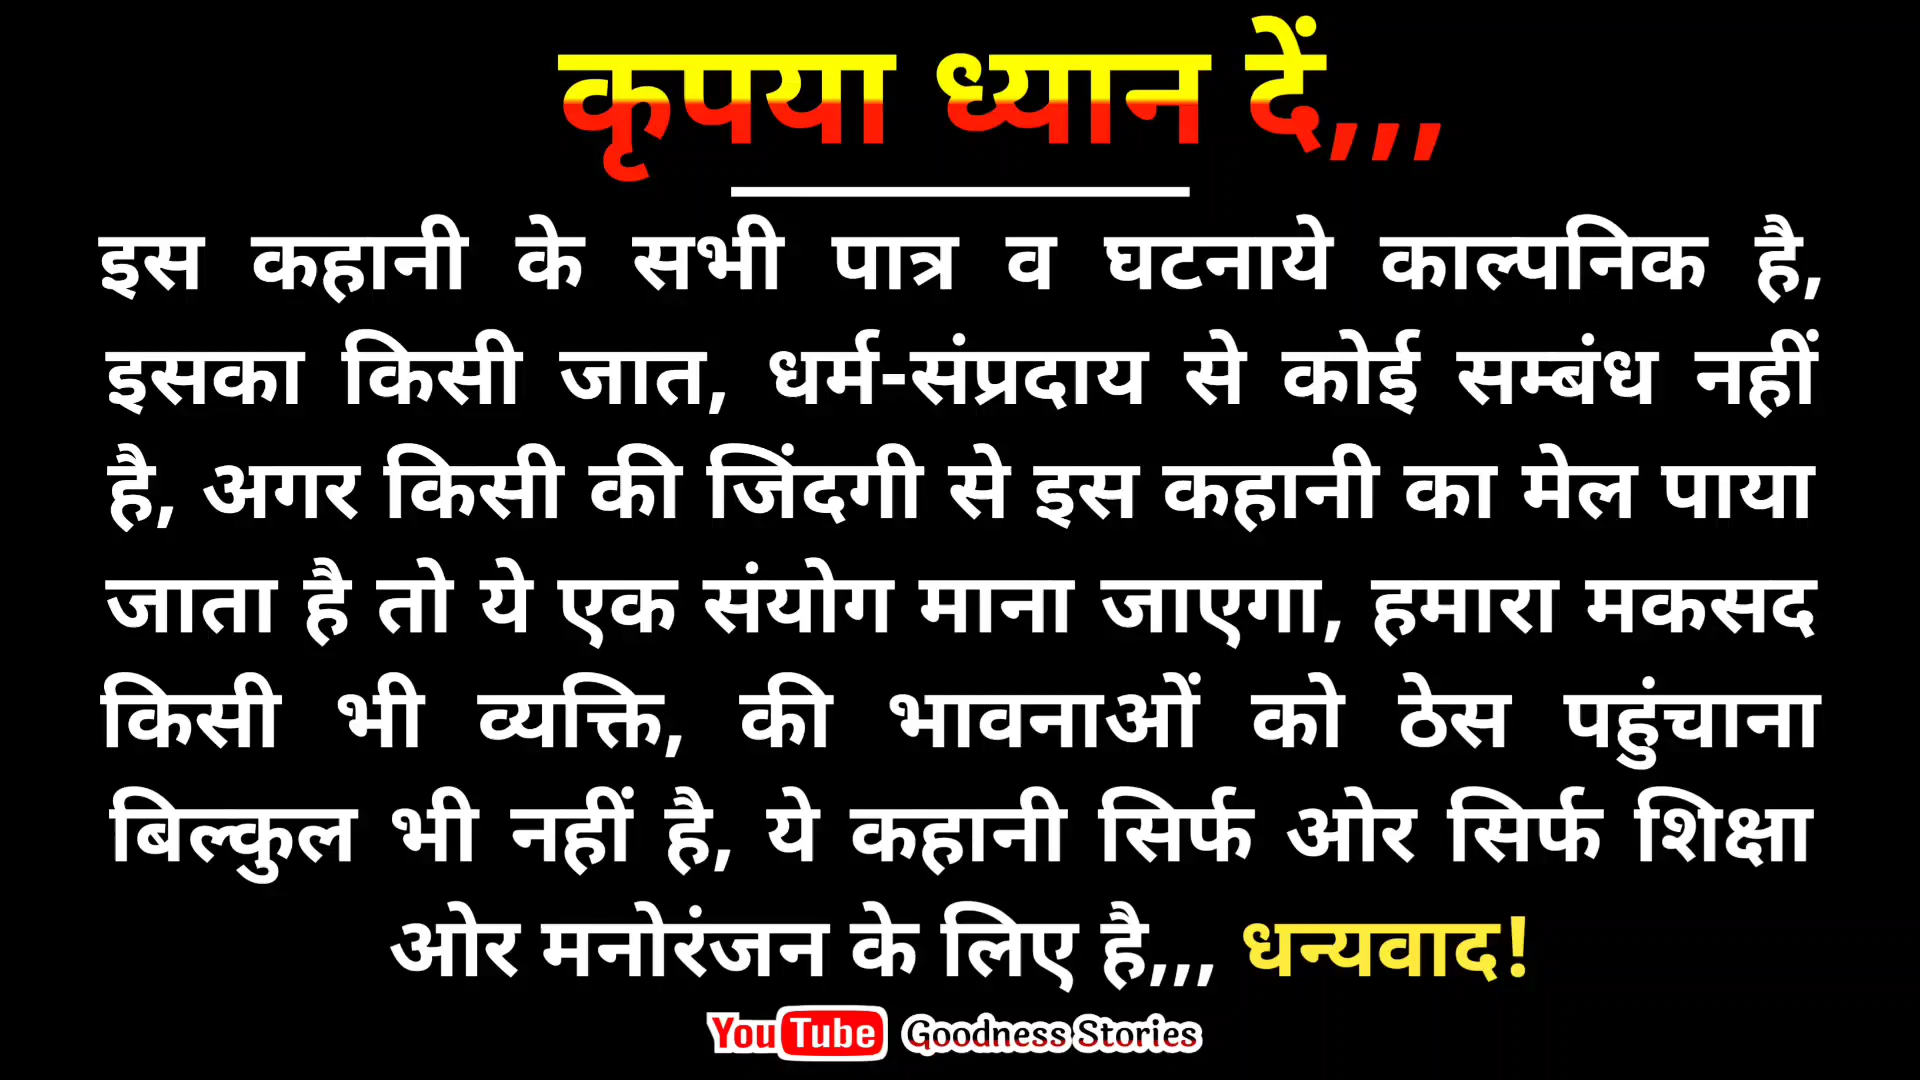 कृपया ध्यान दें,,,
इस कहानी के सभी पात्र व घटनाये काल्पनिक है,
इसका किसी जात, धर्म-संप्रदाय से कोई सम्बंध नहीं
है, अगर किसी की जिंदगी से इस कहानी का मेल पाया
जाता है तो ये एक संयोग माना जाएगा, हमारा मकसद
किसी भी व्यक्ति, की भावनाओं को ठेस पहुंचाना
बिल्कुल भी नहीं है, ये कहानी सिर्फ ओर सिर्फ शिक्षा
ओर मनोरंजन के लिए है,,, धन्यवाद!
YouTube Goodness Stories